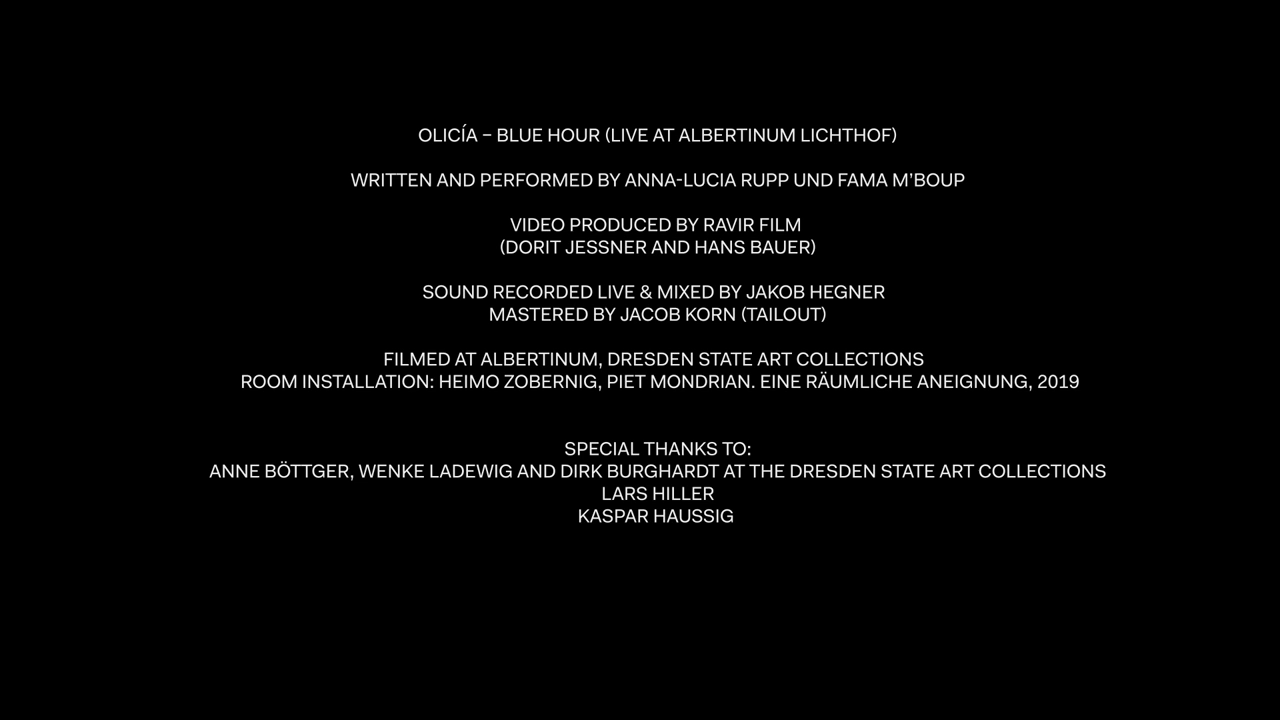 OLICÍA – BLUE HOUR (LIVE AT ALBERTINUM LICHTHOF)
WRITTEN AND PERFORMED BY ANNA-LUCIA RUPP UND FAMA M’BOUP
VIDEO PRODUCED BY RAVIR FILM
(DORIT JESSNER AND HANS BAUER)
SOUND RECORDED LIVE & MIXED BY JAKOB HEGNER
MASTERED BY JACOB KORN (TAILOUT)
FILMED AT ALBERTINUM, DRESDEN STATE ART COLLECTIONS
ROOM INSTALLATION: HEIMO ZOBERNIG, PIET MONDRIAN. EINE RÄUMLICHE ANEIGNUNG, 2019
SPECIAL THANKS TO:
ANNE BÖTTGER, WENKE LADEWIG AND DIRK BURGHARDT AT THE DRESDEN STATE ART COLLECTIONS
LARS HILLER
KASPAR HAUSSIG